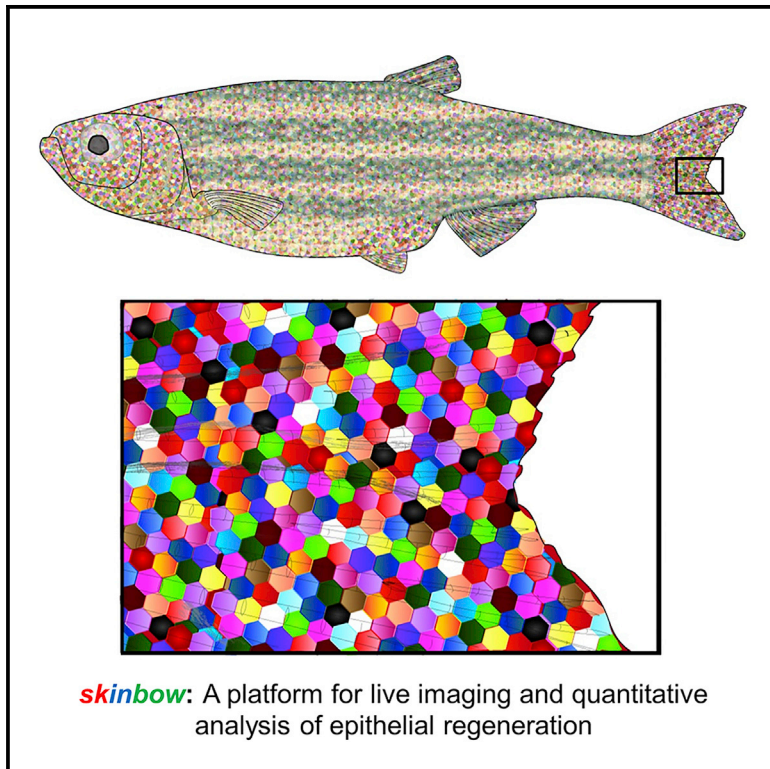 skinbow: A platform for live imaging and quantitative
analysis of epithelial regeneration